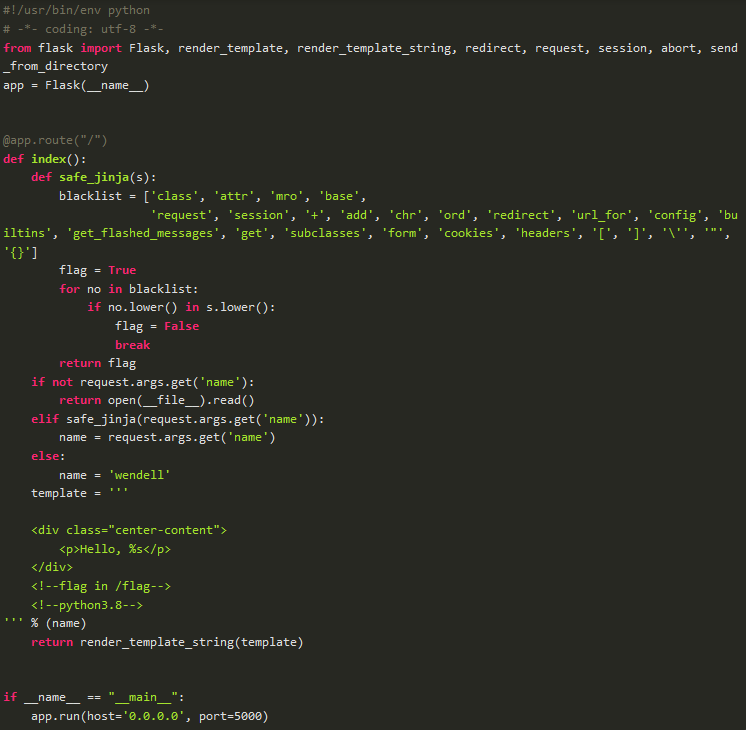 #!/usr/bin/env python
# -*- coding: utf-8 -*-
from flask import Flask, render_template, render_template_string, redirect, request, session, abort, send
_from_directory
app = Flask(__name__)
@app.route("/")
def index():
    def safe_jinja(s):
        blacklist = ['class', 'attr', 'mro', 'base',
                     'request', 'session', '+', 'add', 'chr', 'ord', 'redirect', 'url_for', 'config', 'bu
iltins', 'get_flashed_messages', 'get', 'subclasses', 'form', 'cookies', 'headers', '[', ']', '\'', '"',
'{}']
        flag = True
        for no in blacklist:
            if no.lower() in s.lower():
                flag = False
                break
        return flag
    if not request.args.get('name'):
        return open(__file__).read()
    elif safe_jinja(request.args.get('name')):
        name = request.args.get('name')
    else:
        name = 'wendell'
    template = '''
    <div class="center-content">
        <p>Hello, %s</p>
    </div>
    <!--flag in /flag-->
    <!--python3.8-->
''' % (name)
    return render_template_string(template)
if __name__ == "__main__":
    app.run(host='0.0.0.0', port=5000)